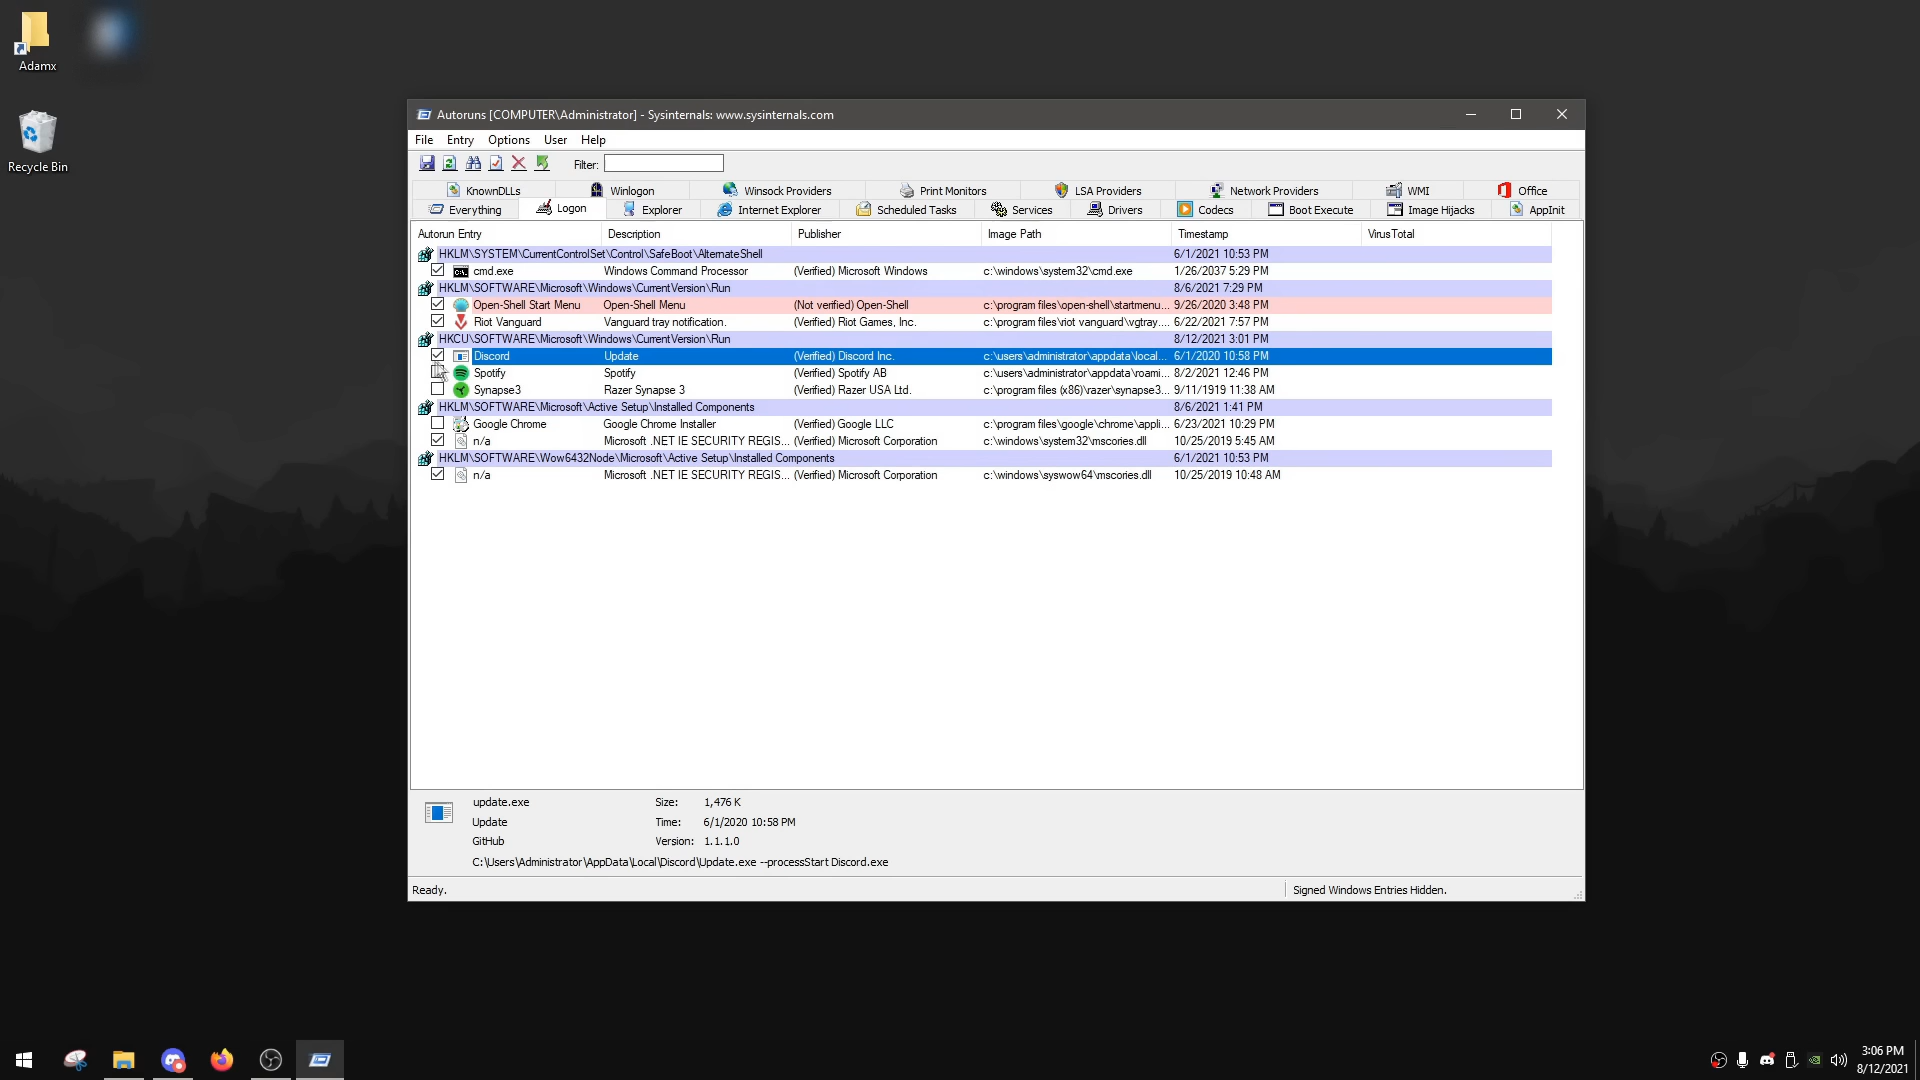 Adamx
Recycle Bin
Autoruns [COMPUTER\Administrator] - Sysinternals: www.sysinternals.com
File Entry Options User Help
Filter:
KnownDLLs Winlogon Winsock Providers Print Monitors LSA Providers Network Providers WMI Office
Everything Logon Explorer Internet Explorer Scheduled Tasks Services Drivers Codecs Boot Execute Image Hijacks AppInit
Autorun Entry Description Publisher Image Path Timestamp VirusTotal
HKLM\SYSTEM\CurrentControlSet\Control\SafeBoot\AlternateShell 6/1/2021 10:53 PM
cmd.exe Windows Command Processor (Verified) Microsoft Windows c:\windows\system32\cmd.exe 1/26/2037 5:29 PM
HKLM\SOFTWARE\Microsoft\Windows\CurrentVersion\Run 8/6/2021 7:29 PM
Open-Shell Start Menu Open-Shell Menu (Not verified) Open-Shell c:\program files\open-shell\startmenu... 9/26/2020 3:48 PM
Riot Vanguard Vanguard tray notification. (Verified) Riot Games, Inc. c:\program files\riot vanguard\vgtray.... 6/22/2021 7:57 PM
HKCU\SOFTWARE\Microsoft\Windows\CurrentVersion\Run 8/12/2021 3:01 PM
Discord Update (Verified) Discord Inc. c:\users\administrator\appdata\local... 6/1/2020 10:58 PM
Spotify Spotify (Verified) Spotify AB c:\users\administrator\appdata\roami... 8/2/2021 12:46 PM
Synapse3 Razer Synapse 3 (Verified) Razer USA Ltd. c:\program files (x86)\razer\synapse3... 9/11/1919 11:38 AM
HKLM\SOFTWARE\Microsoft\Active Setup\Installed Components 8/6/2021 1:41 PM
Google Chrome Google Chrome Installer (Verified) Google LLC c:\program files\google\chrome\appli... 6/23/2021 10:29 PM
n/a Microsoft .NET IE SECURITY REGIS... (Verified) Microsoft Corporation c:\windows\system32\mscories.dll 10/25/2019 5:45 AM
HKLM\SOFTWARE\Wow6432Node\Microsoft\Active Setup\Installed Components 6/1/2021 10:53 PM
n/a Microsoft .NET IE SECURITY REGIS... (Verified) Microsoft Corporation c:\windows\syswow64\mscories.dll 10/25/2019 10:48 AM
update.exe Size: 1,476 K
Update Time: 6/1/2020 10:58 PM
GitHub Version: 1.1.1.0
C:\Users\Administrator\AppData\Local\Discord\Update.exe --processStart Discord.exe
Ready. Signed Windows Entries Hidden.
3:06 PM
8/12/2021